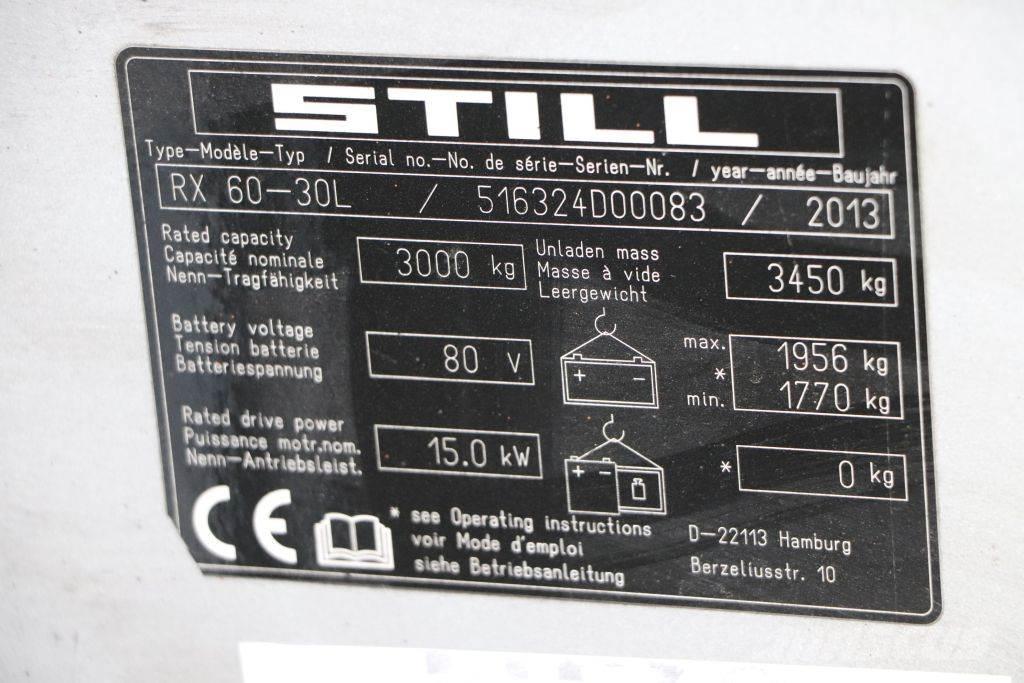 STILL
Type-Modèle-Typ / Serial no.-No. de série-Serien-Nr. / year-année-Baujahr
RX 60-30L / 516324D00083 / 2013
Rated capacity
Capacité nominale
Nenn-Tragfähigkeit
3000 kg
Unladen mass
Masse à vide
Leergewicht
3450 kg
Battery voltage
Tension batterie
Batteriespannung
80 V
+ -
max. 1956 kg
*
min. 1770 kg
Rated drive power
Puissance motr.nom.
Nenn-Antriebsleist.
15.0 kW
+ -
* 0 kg
CE
* see Operating instructions
voir Mode d'emploi
siehe Betriebsanleitung
D-22113 Hamburg
Berzeliusstr. 10